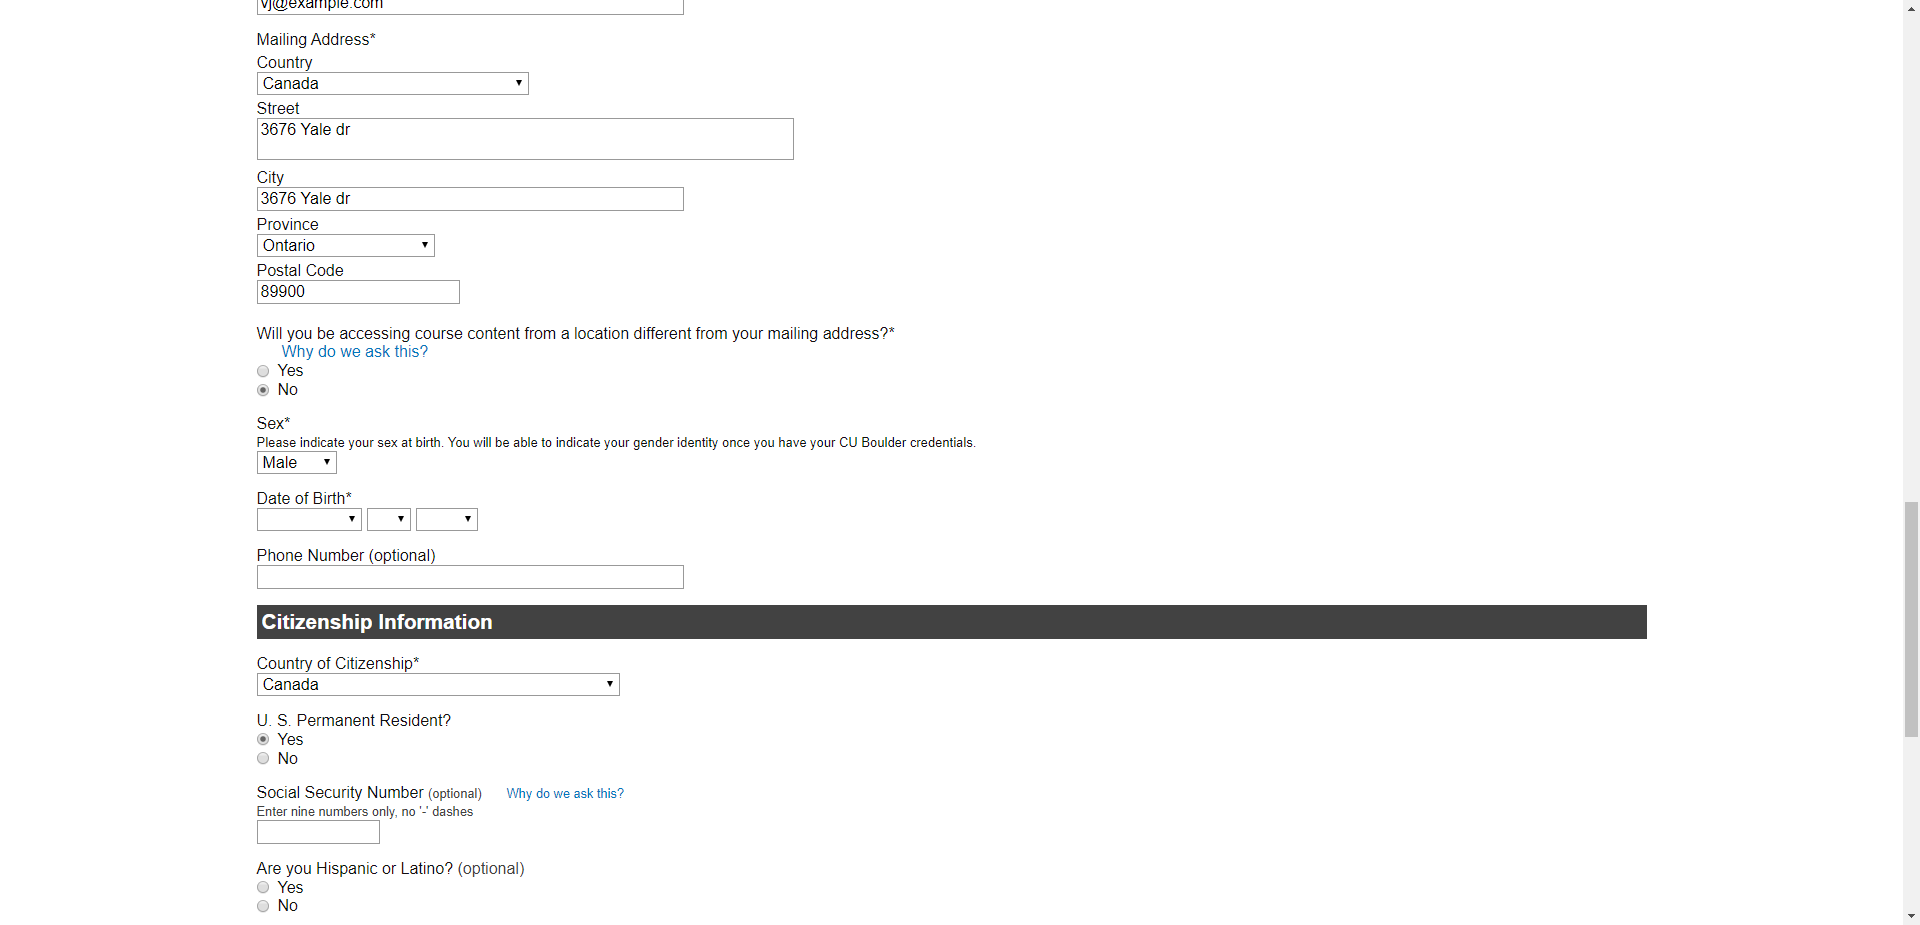 vj@example.com
Mailing Address*
Country
Canada
Street
3676 Yale dr
City
3676 Yale dr
Province
Ontario
Postal Code
89900
Will you be accessing course content from a location different from your mailing address?*
Why do we ask this?
Yes
No
Sex*
Please indicate your sex at birth. You will be able to indicate your gender identity once you have your CU Boulder credentials.
Male
Date of Birth*
Phone Number (optional)
Citizenship Information
Country of Citizenship*
Canada
U. S. Permanent Resident?
Yes
No
Social Security Number (optional) Why do we ask this?
Enter nine numbers only, no '-' dashes
Are you Hispanic or Latino? (optional)
Yes
No